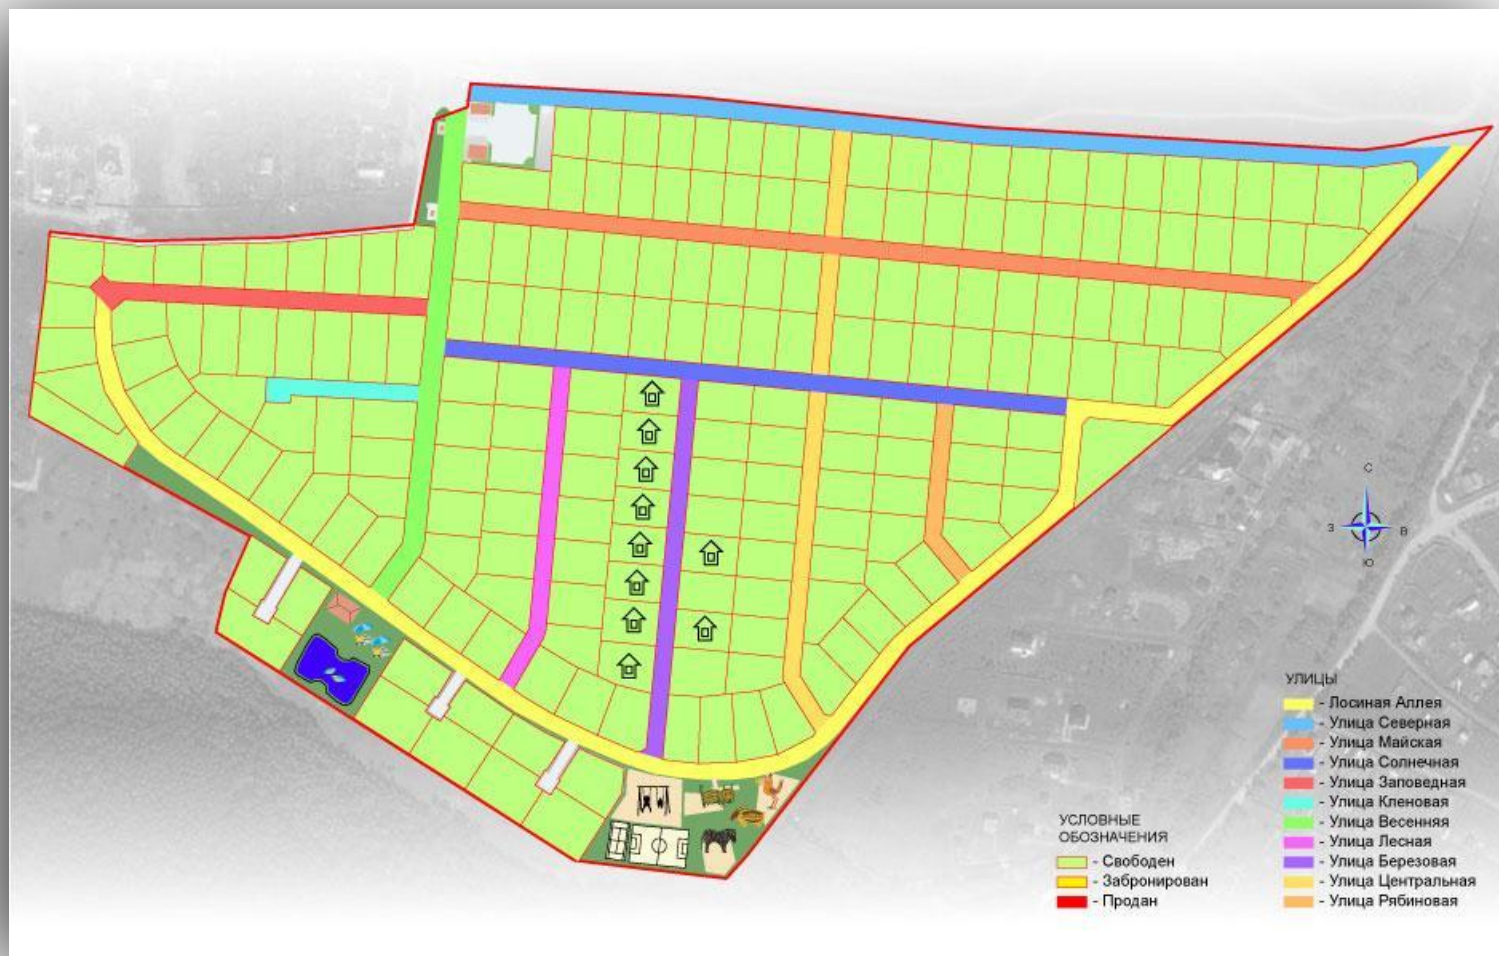 С
З
В
Ю
УЛИЦЫ
- Лосиная Аллея
- Улица Северная
- Улица Майская
- Улица Солнечная
- Улица Заповедная
- Улица Кленовая
- Улица Весенняя
- Улица Лесная
- Улица Березовая
- Улица Центральная
- Улица Рябиновая
УСЛОВНЫЕ
ОБОЗНАЧЕНИЯ
- Свободен
- Забронирован
- Продан